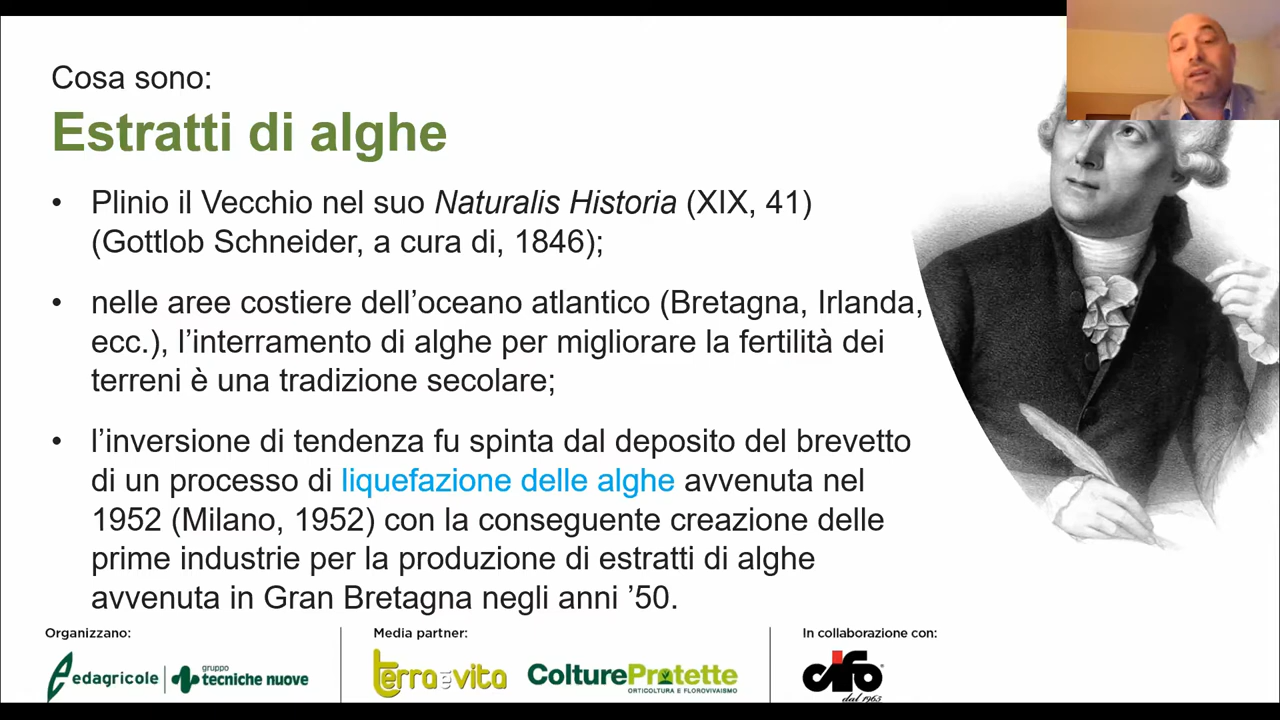 Cosa sono:
Estratti di alghe
• Plinio il Vecchio nel suo Naturalis Historia (XIX, 41)
(Gottlob Schneider, a cura di, 1846);
• nelle aree costiere dell’oceano atlantico (Bretagna, Irlanda,
ecc.), l’interramento di alghe per migliorare la fertilità dei
terreni è una tradizione secolare;
• l’inversione di tendenza fu spinta dal deposito del brevetto
di un processo di liquefazione delle alghe avvenuta nel
1952 (Milano, 1952) con la conseguente creazione delle
prime industrie per la produzione di estratti di alghe
avvenuta in Gran Bretagna negli anni ’50.
Organizzano:
edagricole
gruppo
tecniche nuove
Media partner:
terra è vita
ColtureProtette
ORTICOLTURA E FLOROVIVAISMO
In collaborazione con:
cifo
dal 1965